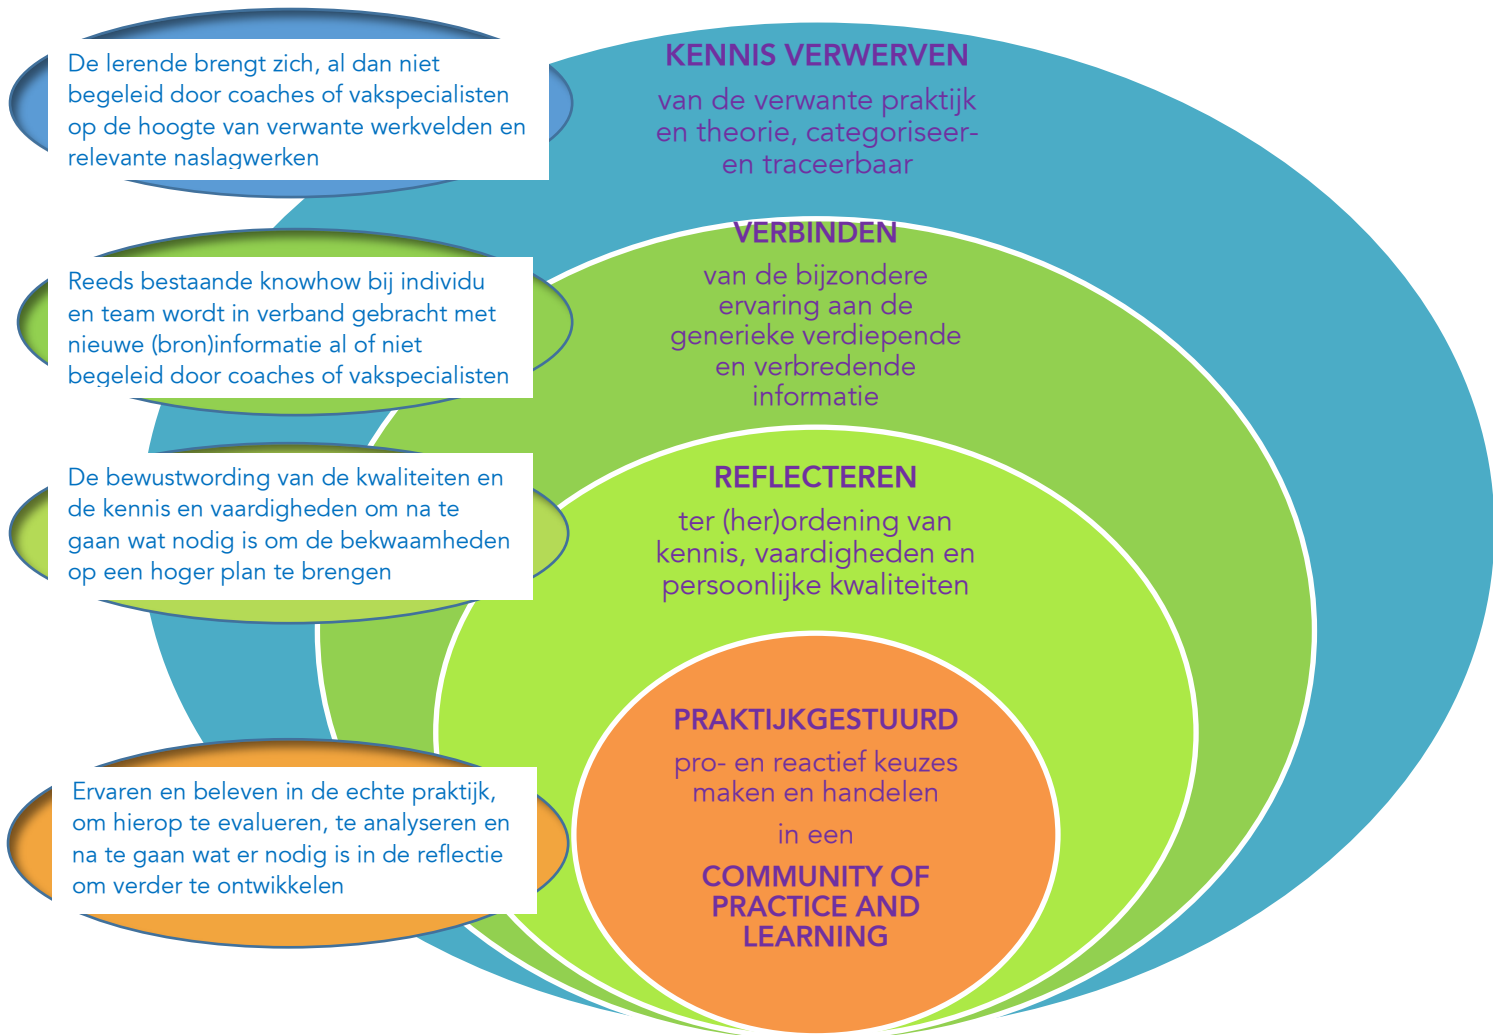 De lerende brengt zich, al dan niet
begeleid door coaches of vakspecialisten
op de hoogte van verwante werkvelden en
relevante naslagwerken
KENNIS VERWERVEN
van de verwante praktijk
en theorie, categoriseer-
en traceerbaar
Reeds bestaande knowhow bij individu
en team wordt in verband gebracht met
nieuwe (bron)informatie al of niet
begeleid door coaches of vakspecialisten
VERBINDEN
van de bijzondere
ervaring aan de
generieke verdiepende
en verbredende
informatie
De bewustwording van de kwaliteiten en
de kennis en vaardigheden om na te
gaan wat nodig is om de bekwaamheden
op een hoger plan te brengen
REFLECTEREN
ter (her)ordening van
kennis, vaardigheden en
persoonlijke kwaliteiten
Ervaren en beleven in de echte praktijk,
om hierop te evalueren, te analyseren en
na te gaan wat er nodig is in de reflectie
om verder te ontwikkelen
PRAKTIJKGESTUURD
pro- en reactief keuzes
maken en handelen
in een
COMMUNITY OF
PRACTICE AND
LEARNING